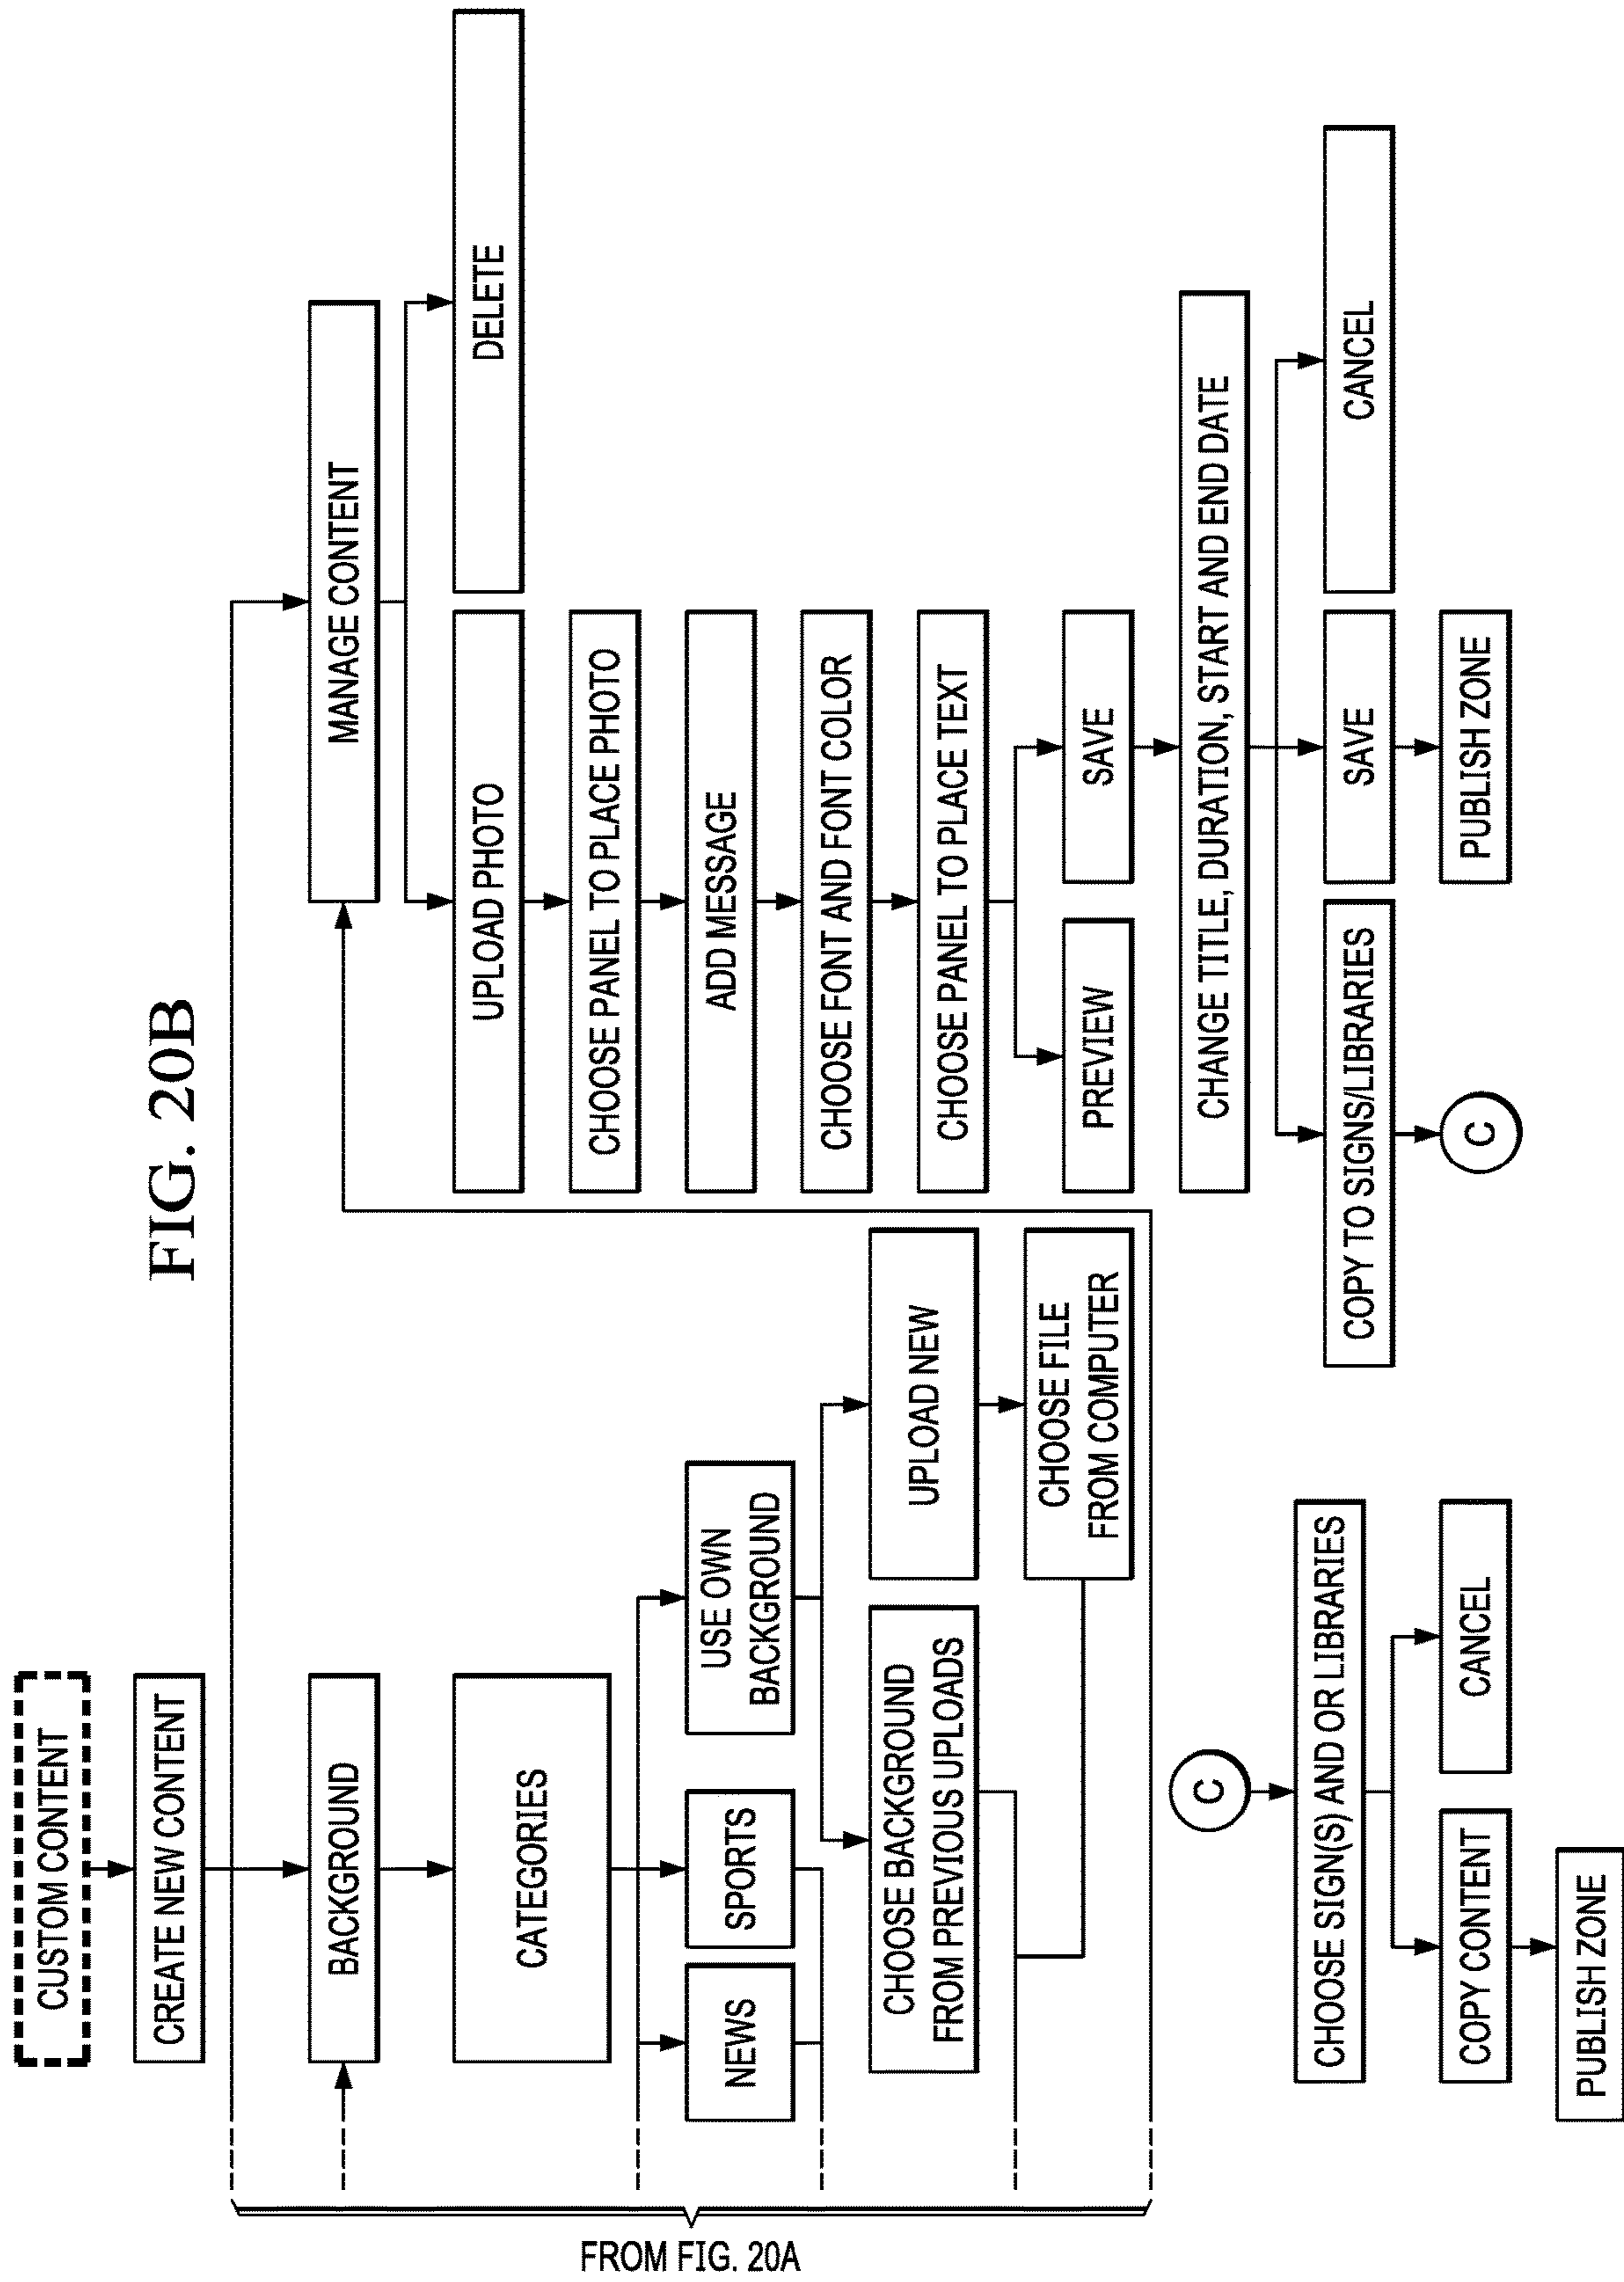 FIG. 20B
CUSTOM CONTENT
CREATE NEW CONTENT
BACKGROUND
MANAGE CONTENT
CATEGORIES
UPLOAD PHOTO
DELETE
CHOOSE PANEL TO PLACE PHOTO
NEWS
SPORTS
USE OWN
BACKGROUND
ADD MESSAGE
CHOOSE FONT AND FONT COLOR
CHOOSE BACKGROUND
FROM PREVIOUS UPLOADS
UPLOAD NEW
CHOOSE PANEL TO PLACE TEXT
CHOOSE FILE
FROM COMPUTER
PREVIEW
SAVE
FROM FIG. 20A
CHANGE TITLE, DURATION, START AND END DATE
C
CHOOSE SIGN(S) AND OR LIBRARIES
COPY TO SIGNS/LIBRARIES
SAVE
CANCEL
COPY CONTENT
CANCEL
C
PUBLISH ZONE
PUBLISH ZONE